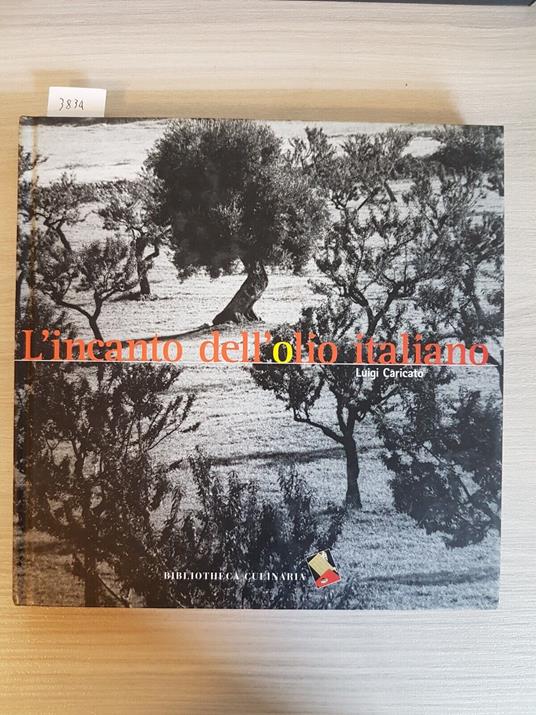 3834
L'incanto dell'olio italiano
Luigi Caricato
BIBLIOTHECA CULINARIA